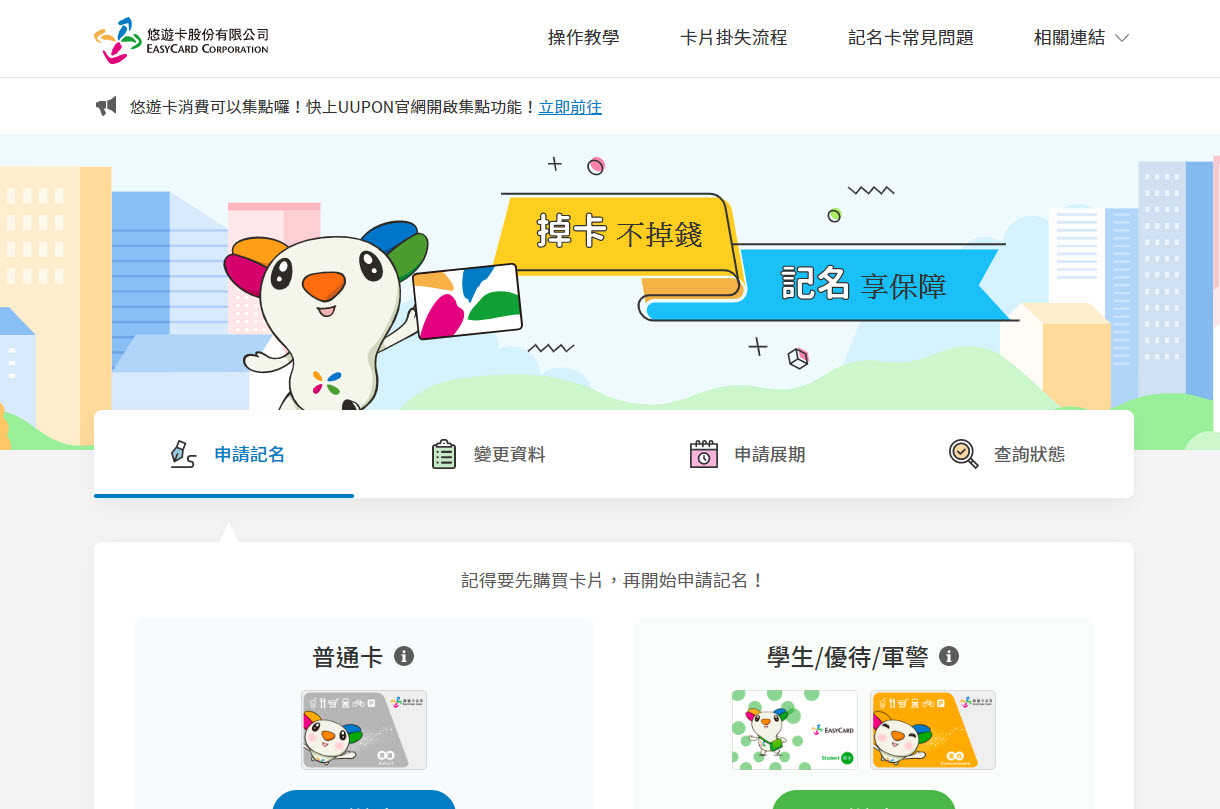 悠遊卡股份有限公司
EASYCARD CORPORATION
操作教學
卡片掛失流程
記名卡常見問題
相關連結
悠遊卡消費可以集點囉！快上UUPON官網開啟集點功能！立即前往
掉卡 不掉錢
記名 享保障
申請記名
變更資料
申請展期
查詢狀態
記得要先購買卡片，再開始申請記名！
普通卡
學生/優待/軍警
EASYCARD
Student 學生